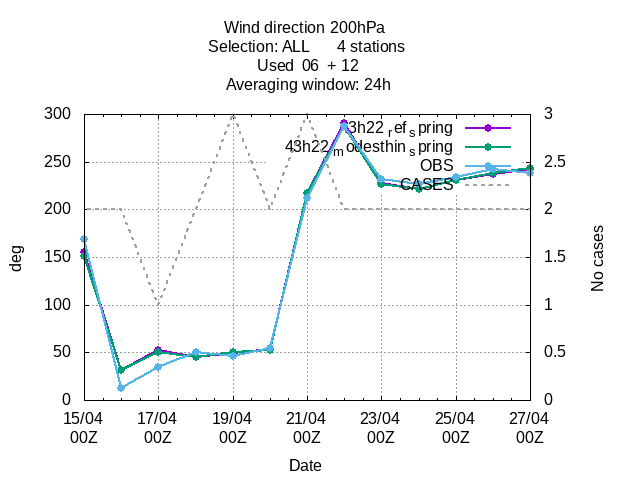 Wind direction 200hPa
Selection: ALL 4 stations
Used 06 + 12
Averaging window: 24h
300
250
200
150
100
50
0
3
2.5
2
1.5
1
0.5
0
deg
No cases
3h22 refspring
43h22modesthinspring
OBS
CASES
15/04 17/04 19/04 21/04 23/04 25/04 27/04
00Z 00Z 00Z 00Z 00Z 00Z 00Z
Date